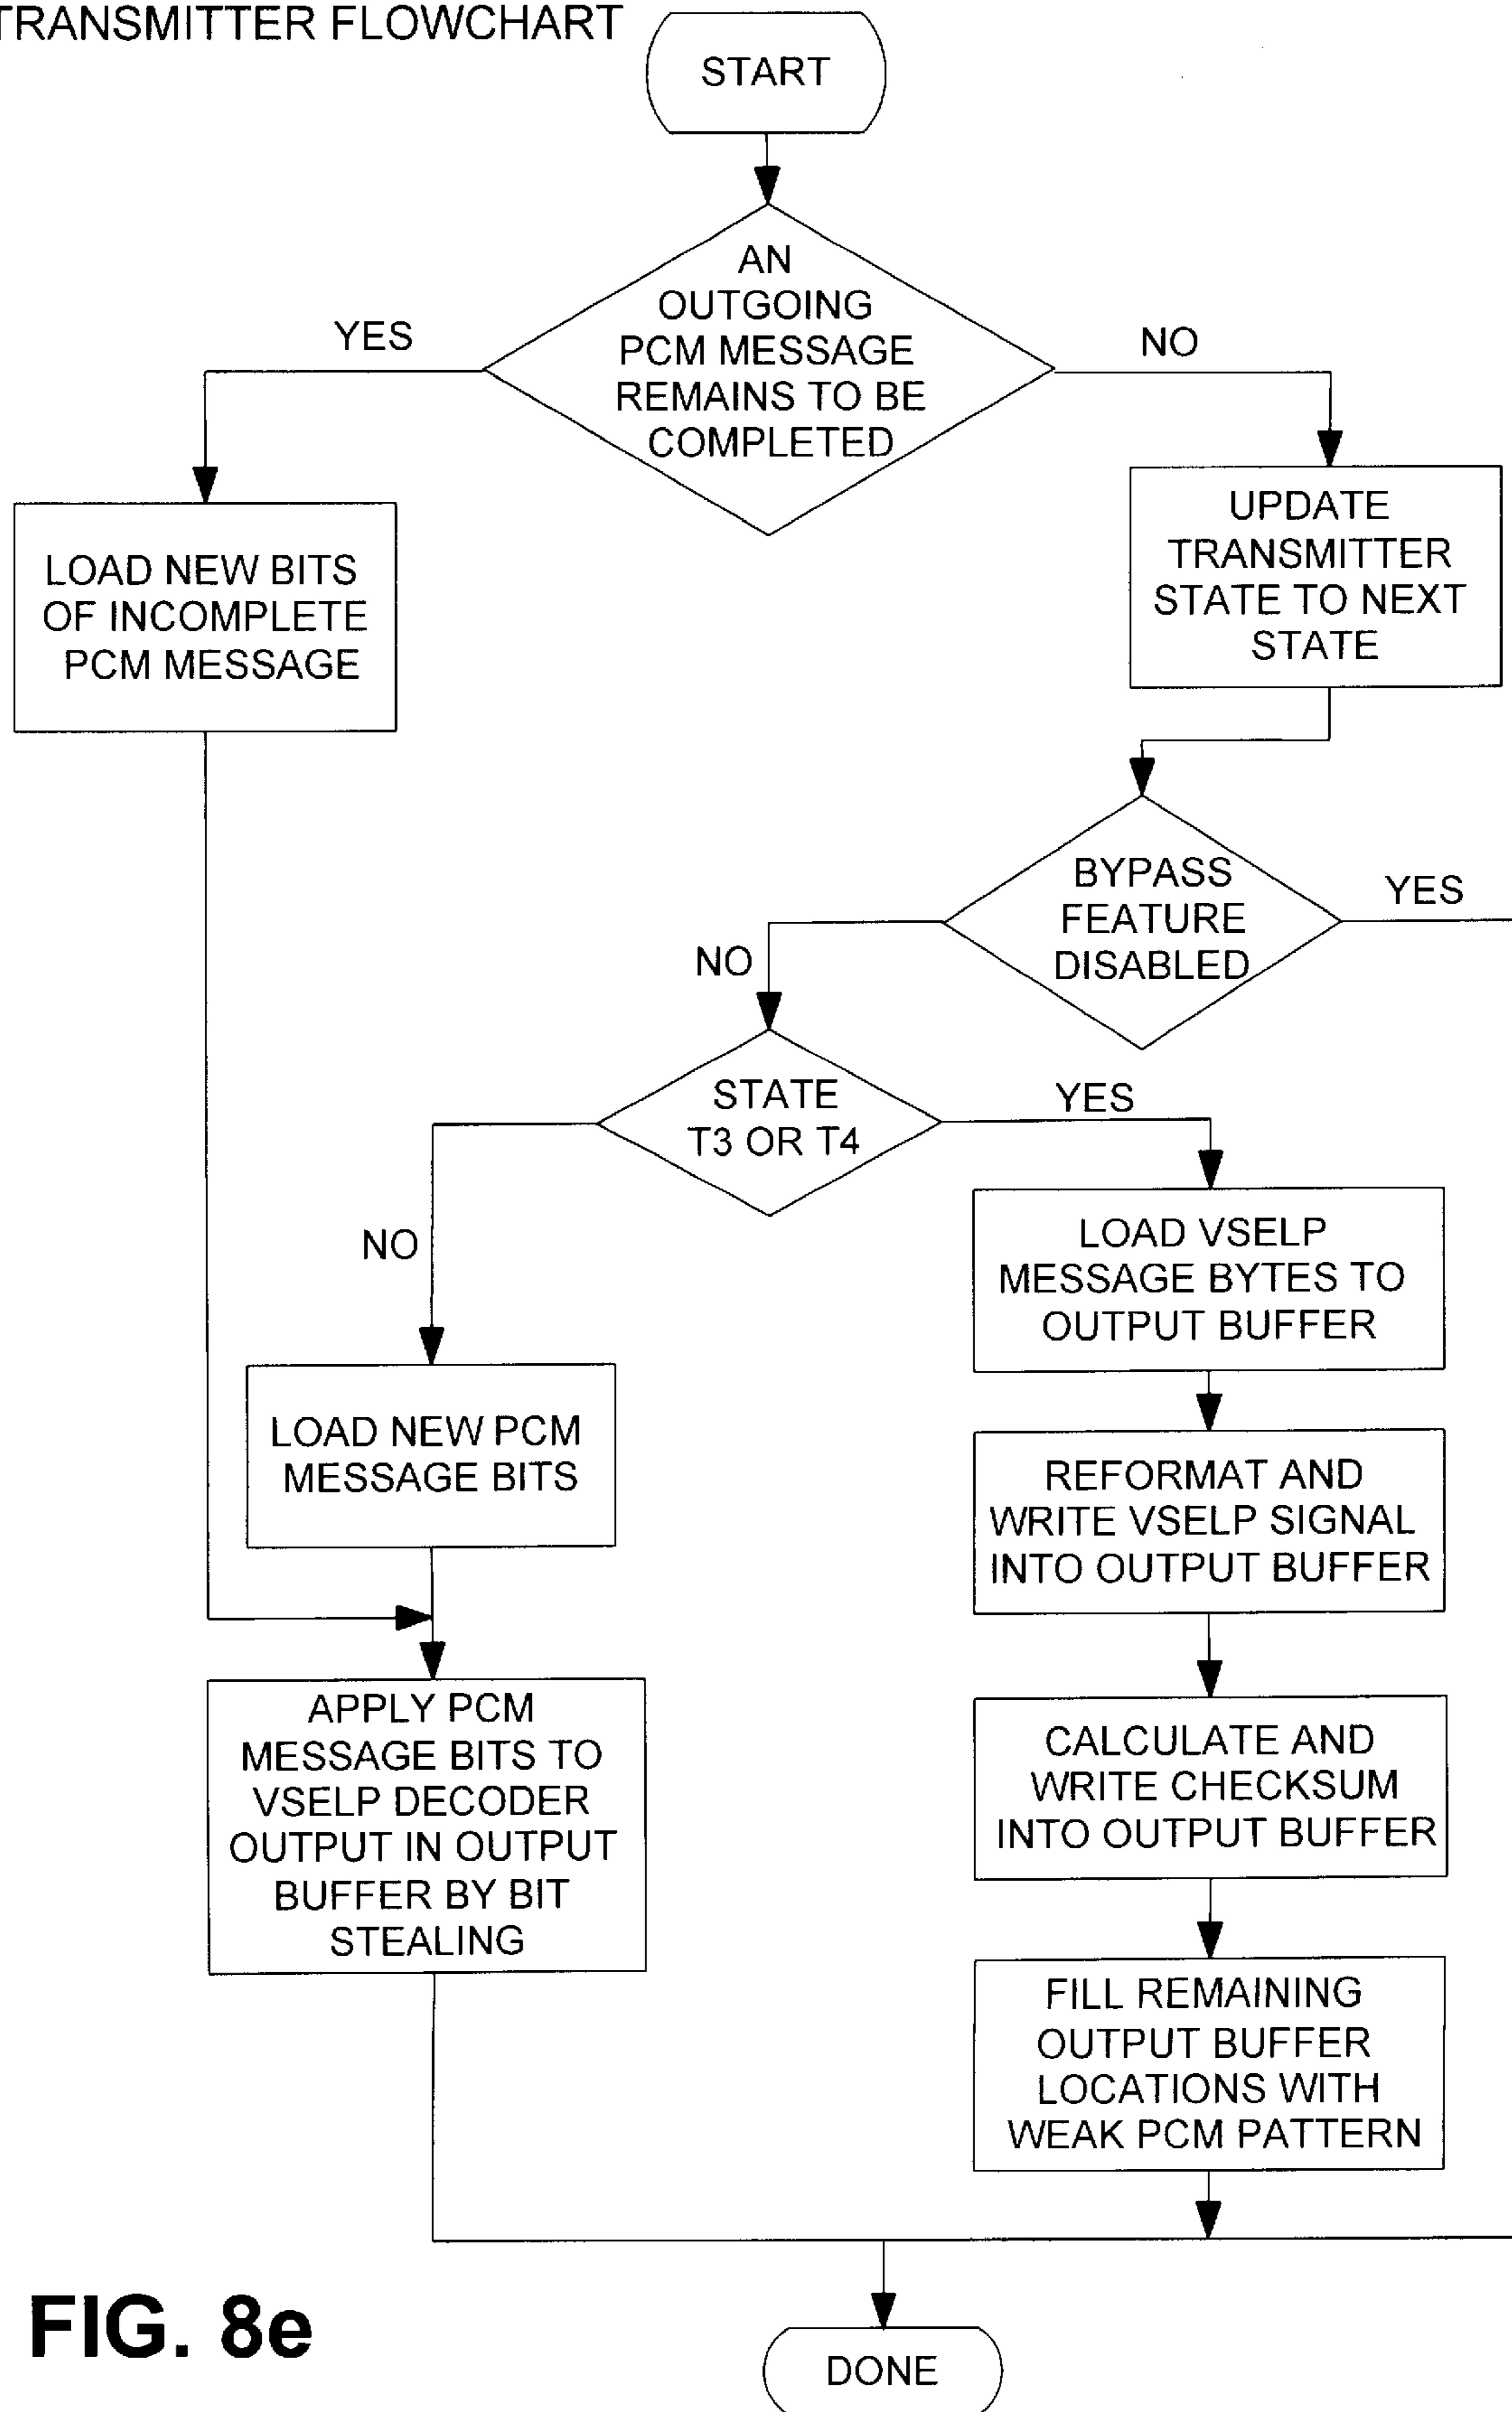 TRANSMITTER FLOWCHART
START
AN
OUTGOING
PCM MESSAGE
REMAINS TO BE
COMPLETED
YES
NO
LOAD NEW BITS
OF INCOMPLETE
PCM MESSAGE
UPDATE
TRANSMITTER
STATE TO NEXT
STATE
BYPASS
FEATURE
DISABLED
YES
NO
STATE
T3 OR T4
YES
NO
LOAD VSELP
MESSAGE BYTES TO
OUTPUT BUFFER
LOAD NEW PCM
MESSAGE BITS
REFORMAT AND
WRITE VSELP SIGNAL
INTO OUTPUT BUFFER
APPLY PCM
MESSAGE BITS TO
VSELP DECODER
OUTPUT IN OUTPUT
BUFFER BY BIT
STEALING
CALCULATE AND
WRITE CHECKSUM
INTO OUTPUT BUFFER
FILL REMAINING
OUTPUT BUFFER
LOCATIONS WITH
WEAK PCM PATTERN
FIG. 8e
DONE